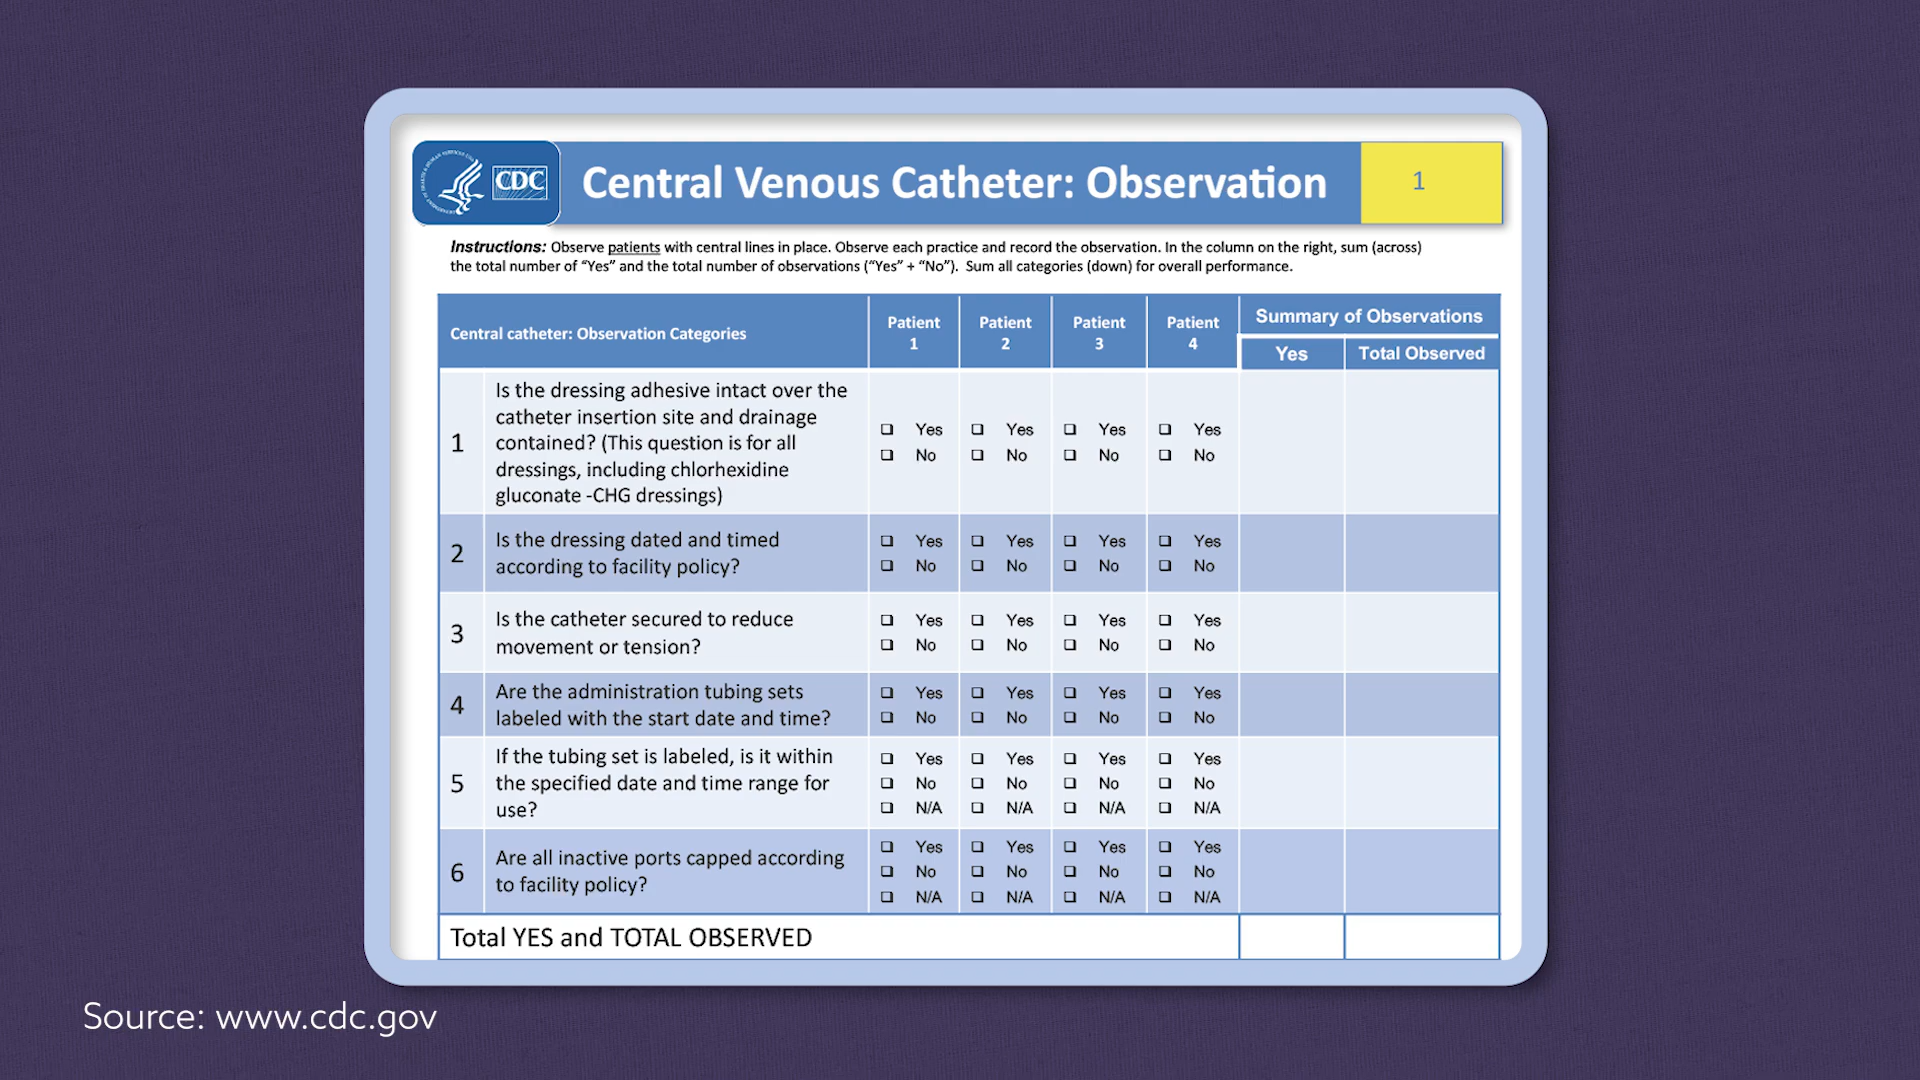 CDC
Central Venous Catheter: Observation
1
Instructions: Observe patients with central lines in place. Observe each practice and record the observation. In the column on the right, sum (across)
the total number of “Yes” and the total number of observations (“Yes” + “No”). Sum all categories (down) for overall performance.
Central catheter: Observation Categories
Patient
1
Patient
2
Patient
3
Patient
4
Summary of Observations
Yes
Total Observed
1
Is the dressing adhesive intact over the
catheter insertion site and drainage
contained? (This question is for all
dressings, including chlorhexidine
gluconate -CHG dressings)
❑ Yes ❑ Yes ❑ Yes ❑ Yes
❑ No ❑ No ❑ No ❑ No
2
Is the dressing dated and timed
according to facility policy?
❑ Yes ❑ Yes ❑ Yes ❑ Yes
❑ No ❑ No ❑ No ❑ No
3
Is the catheter secured to reduce
movement or tension?
❑ Yes ❑ Yes ❑ Yes ❑ Yes
❑ No ❑ No ❑ No ❑ No
4
Are the administration tubing sets
labeled with the start date and time?
❑ Yes ❑ Yes ❑ Yes ❑ Yes
❑ No ❑ No ❑ No ❑ No
5
If the tubing set is labeled, is it within
the specified date and time range for
use?
❑ Yes ❑ Yes ❑ Yes ❑ Yes
❑ No ❑ No ❑ No ❑ No
❑ N/A ❑ N/A ❑ N/A ❑ N/A
6
Are all inactive ports capped according
to facility policy?
❑ Yes ❑ Yes ❑ Yes ❑ Yes
❑ No ❑ No ❑ No ❑ No
❑ N/A ❑ N/A ❑ N/A ❑ N/A
Total YES and TOTAL OBSERVED
Source: www.cdc.gov